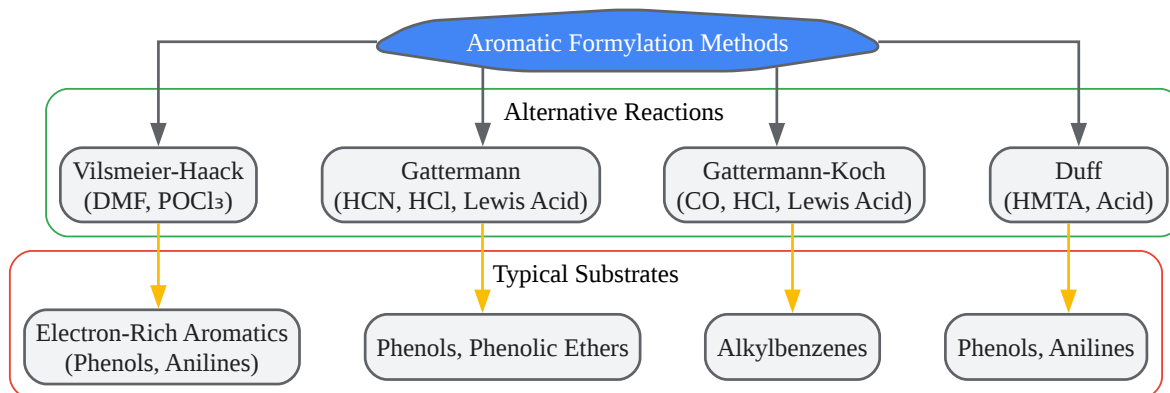 Aromatic Formylation Methods
Alternative Reactions
Vilsmeier-Haack
(DMF, POCl₃)
Gattermann
(HCN, HCl, Lewis Acid)
Gattermann-Koch
(CO, HCl, Lewis Acid)
Duff
(HMTA, Acid)
Typical Substrates
Electron-Rich Aromatics
(Phenols, Anilines)
Phenols, Phenolic Ethers
Alkylbenzenes
Phenols, Anilines